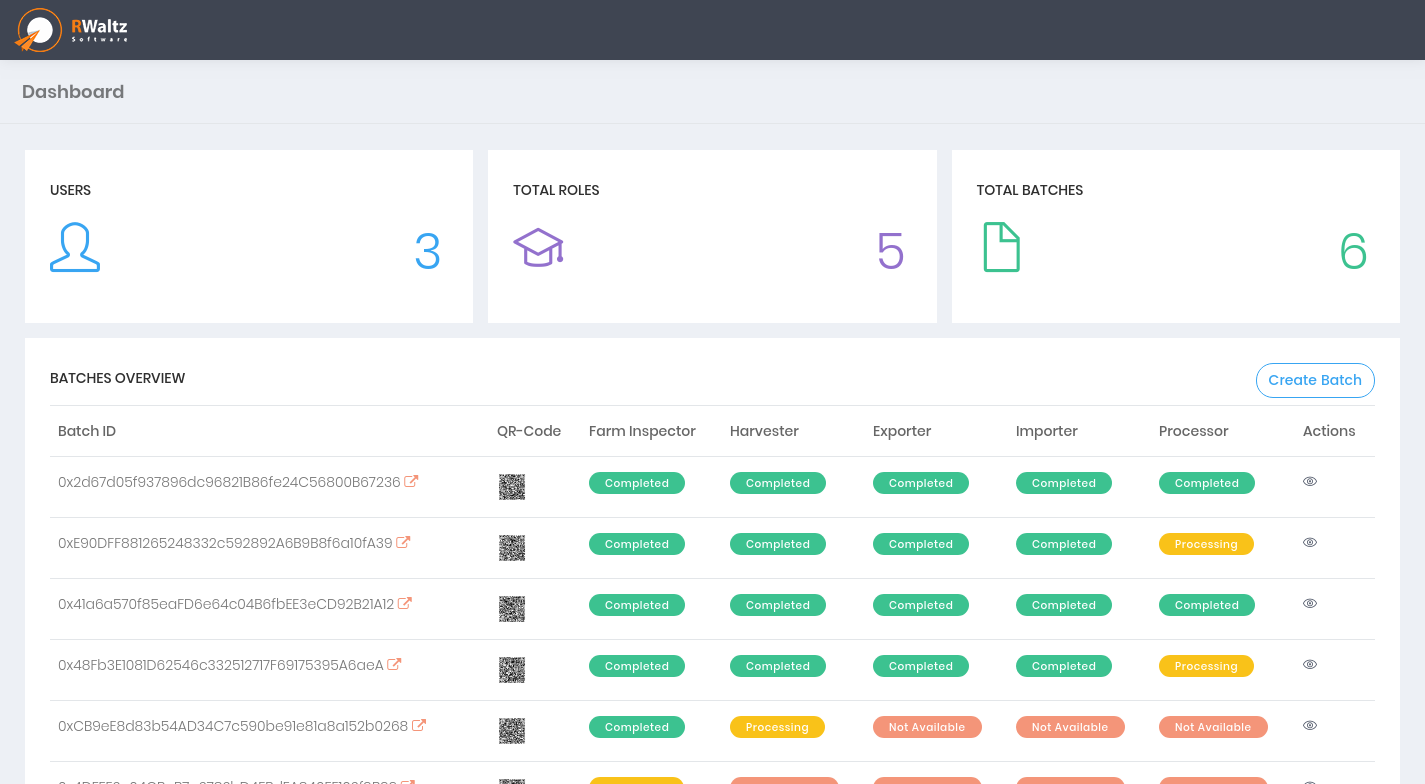 RWaltz
Software
Dashboard
USERS
3
TOTAL ROLES
5
TOTAL BATCHES
6
BATCHES OVERVIEW
Create Batch
Batch ID QR-Code Farm Inspector Harvester Exporter Importer Processor Actions
0x2d67d05f937896dc96821B86fe24C56800B67236 Completed Completed Completed Completed Completed
0xE90DFF881265248332c592892A6B9B8f6a10fA39 Completed Completed Completed Completed Processing
0x41a6a570f85eaFD6e64c04B6fbEE3eCD92B21A12 Completed Completed Completed Completed Completed
0x48Fb3E1081D62546c332512717F69175395A6aeA Completed Completed Completed Completed Processing
0xCB9eE8d83b54AD34C7c590be91e81a8a152b0268 Completed Processing Not Available Not Available Not Available